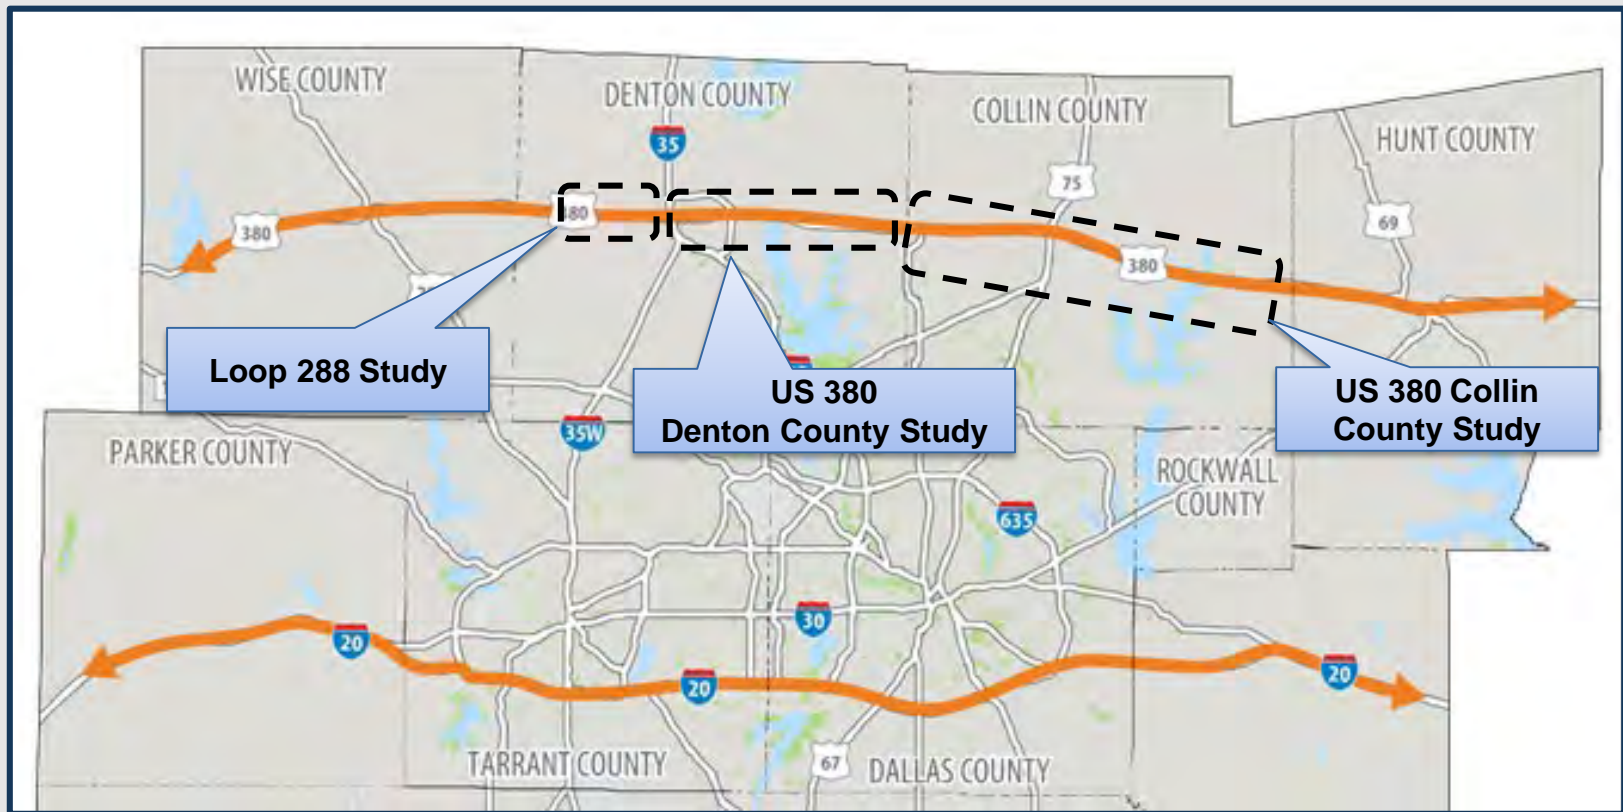 WISE COUNTY
DENTON COUNTY
COLLIN COUNTY
HUNT COUNTY
35
75
69
380
380
380
Loop 288 Study
US 380
Denton County Study
US 380 Collin
County Study
35W
PARKER COUNTY
ROCKWALL
COUNTY
635
30
20
20
20
TARRANT COUNTY
67
DALLAS COUNTY